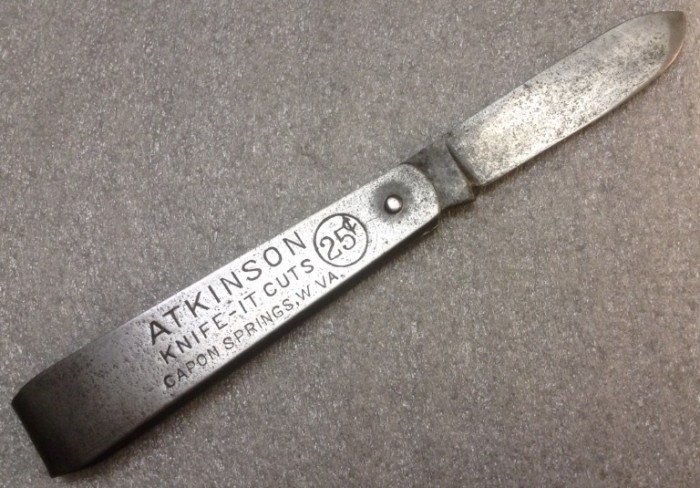 ATKINSON 25¢
KNIFE-IT CUTS
CAPON SPRINGS, W.VA.